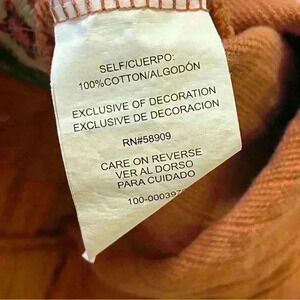 SELF/CUERPO:
100%COTTON/ALGODÓN
EXCLUSIVE OF DECORATION
EXCLUSIVE DE DECORACION
RN#58909
CARE ON REVERSE
VER AL DORSO
PARA CUIDADO